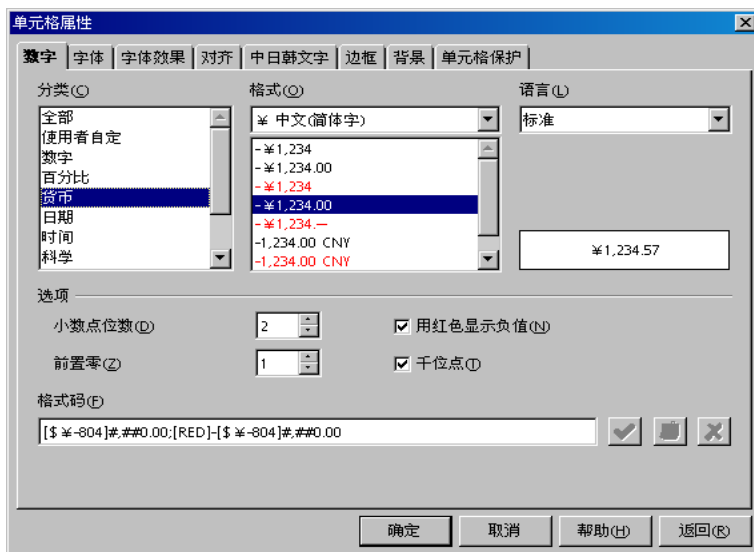 单元格属性
数字 字体 字体效果 对齐 中日韩文字 边框 背景 单元格保护
分类(C) 格式(O) 语言(L)
全部
使用者自定
数字
百分比
货币
日期
时间
科学
¥ 中文(简体字)
-¥1,234
-¥1,234.00
-¥1,234
-¥1,234.00
-¥1,234.—
-1,234.00 CNY
-1,234.00 CNY
标准
¥1,234.57
选项
小数点位数(D) 2 用红色显示负值(N)
前置零(Z) 1 千位点(T)
格式码(F)
[$¥-804]#,##0.00;[RED]-[$¥-804]#,##0.00
确定 取消 帮助(H) 返回(R)